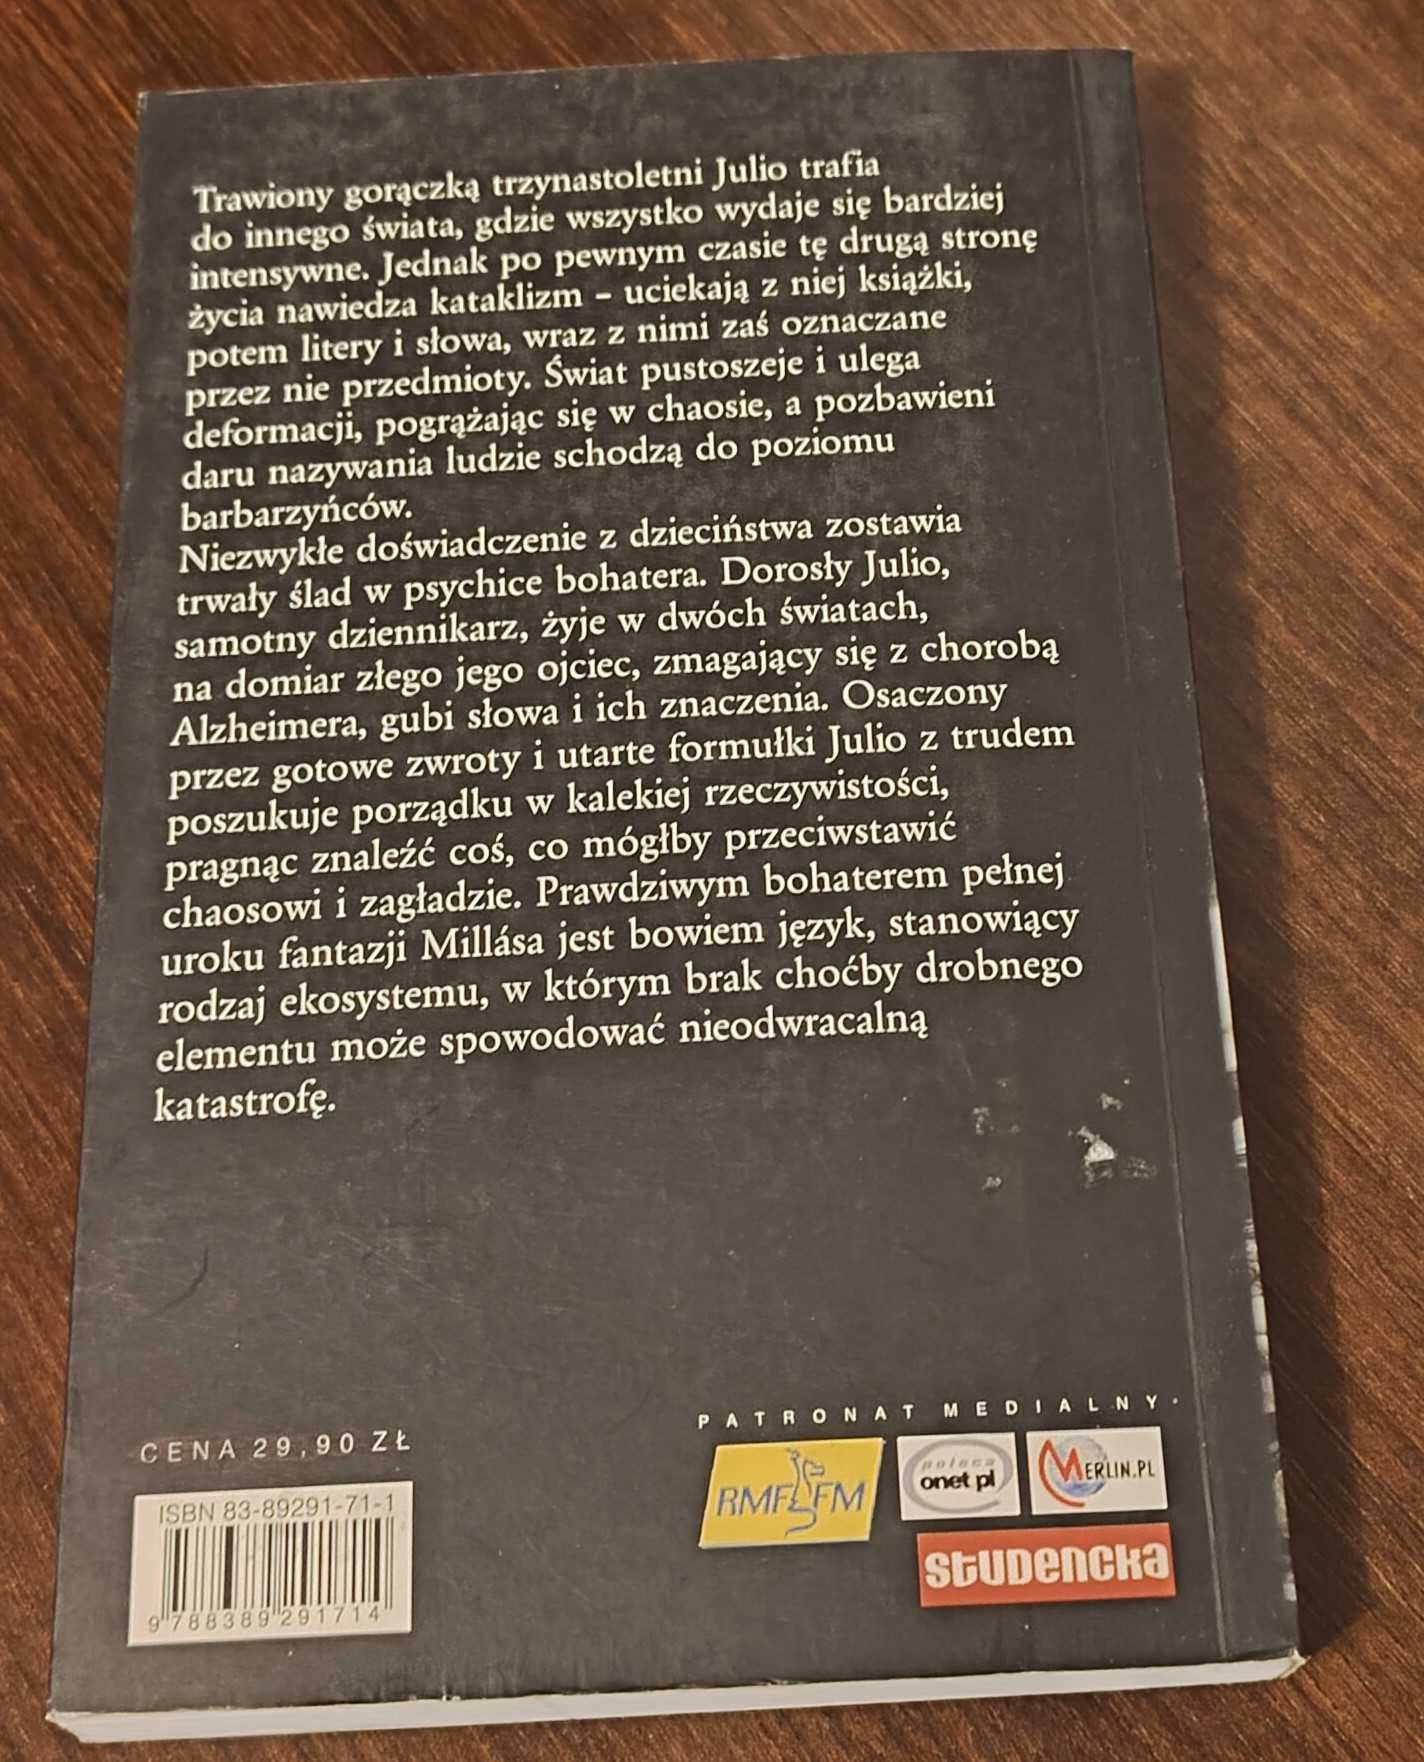 Trawiony gorączką trzynastoletni Julio trafia
do innego świata, gdzie wszystko wydaje się bardziej
intensywne. Jednak po pewnym czasie tę drugą stronę
życia nawiedza kataklizm – uciekają z niej książki,
potem litery i słowa, wraz z nimi zaś oznaczane
przez nie przedmioty. Świat pustoszeje i ulega
deformacji, pogrążając się w chaosie, a pozbawieni
daru nazywania ludzie schodzą do poziomu
barbarzyńców.
Niezwykłe doświadczenie z dzieciństwa zostawia
trwały ślad w psychice bohatera. Dorosły Julio,
samotny dziennikarz, żyje w dwóch światach,
na domiar złego jego ojciec, zmagający się z chorobą
Alzheimera, gubi słowa i ich znaczenia. Osaczony
przez gotowe zwroty i utarte formułki Julio z trudem
poszukuje porządku w kalekiej rzeczywistości,
pragnąc znaleźć coś, co mógłby przeciwstawić
chaosowi i zagładzie. Prawdziwym bohaterem pełnej
uroku fantazji Millása jest bowiem język, stanowiący
rodzaj ekosystemu, w którym brak choćby drobnego
elementu może spowodować nieodwracalną
katastrofę.
CENA 29,90 ZŁ
ISBN 83-89291-71-1
9 788389 291714
PATRONAT MEDIALNY
RMF FM
poleca
onet pl
MERLIN.PL
studencka